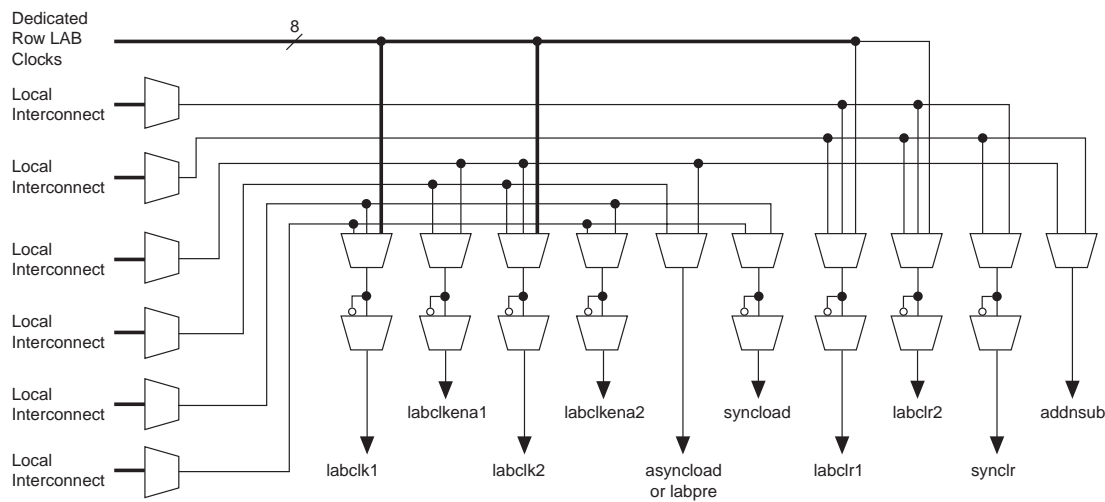 Dedicated
Row LAB
Clocks
8
Local
Interconnect
Local
Interconnect
Local
Interconnect
Local
Interconnect
Local
Interconnect
Local
Interconnect
labclkena1
labclkena2
syncload
labclr2
addnsub
labclk1
labclk2
asyncload
or labpre
labclr1
synclr